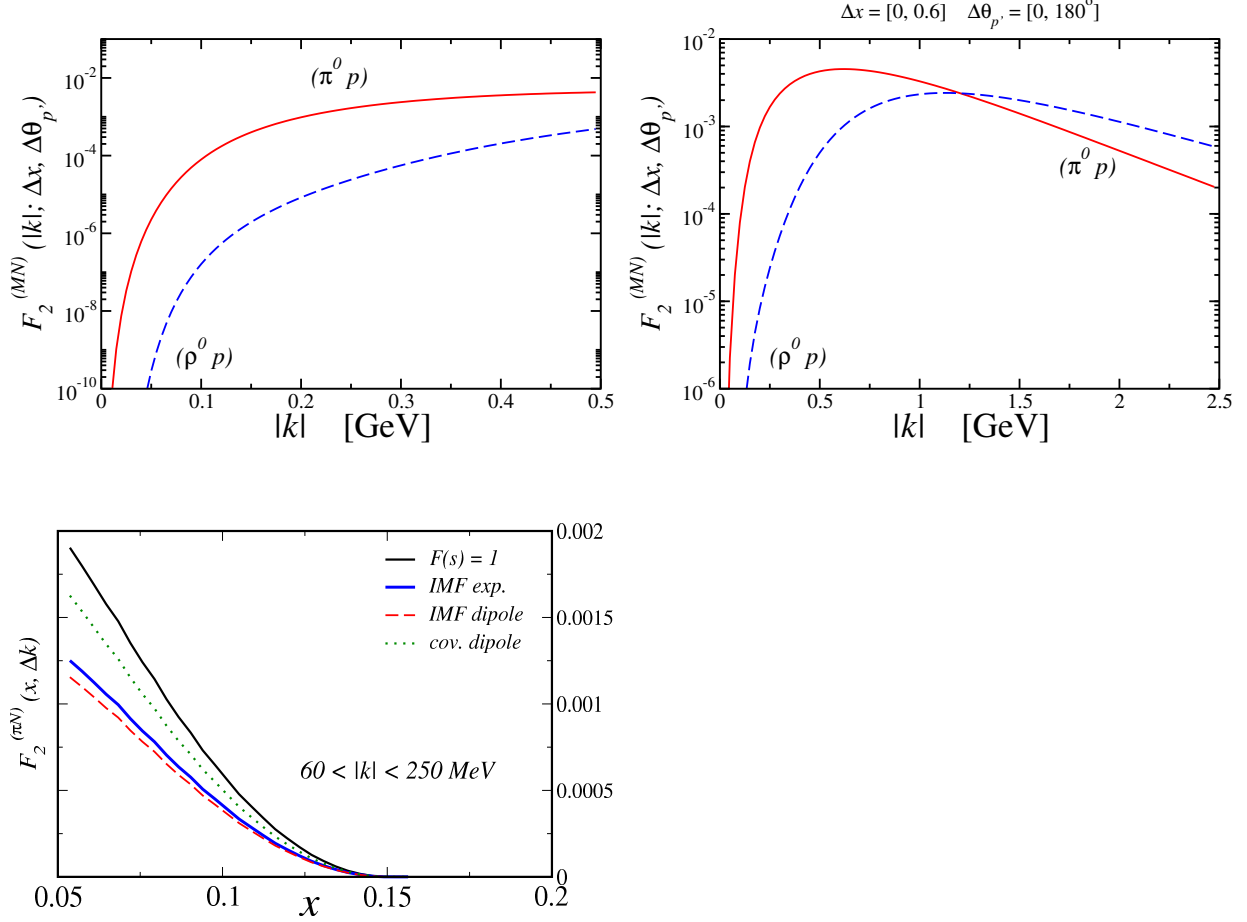 Δx = [0, 0.6] Δθp' = [0, 180°]
F2(MN) (|k|; Δx, Δθp')
10-2
10-4
10-6
10-8
10-10
(π0 p)
(ρ0 p)
0 0.1 0.2 0.3 0.4 0.5
|k| [GeV]
F2(MN) (|k|; Δx, Δθp')
10-2
10-3
10-4
10-5
10-6
(π0 p)
(ρ0 p)
0 0.5 1 1.5 2 2.5
|k| [GeV]
F2(πN) (x, Δk)
F(s) = 1
IMF exp.
IMF dipole
cov. dipole
60 < |k| < 250 MeV
0.002
0.0015
0.001
0.0005
0
0.05 0.1 0.15 0.2
x